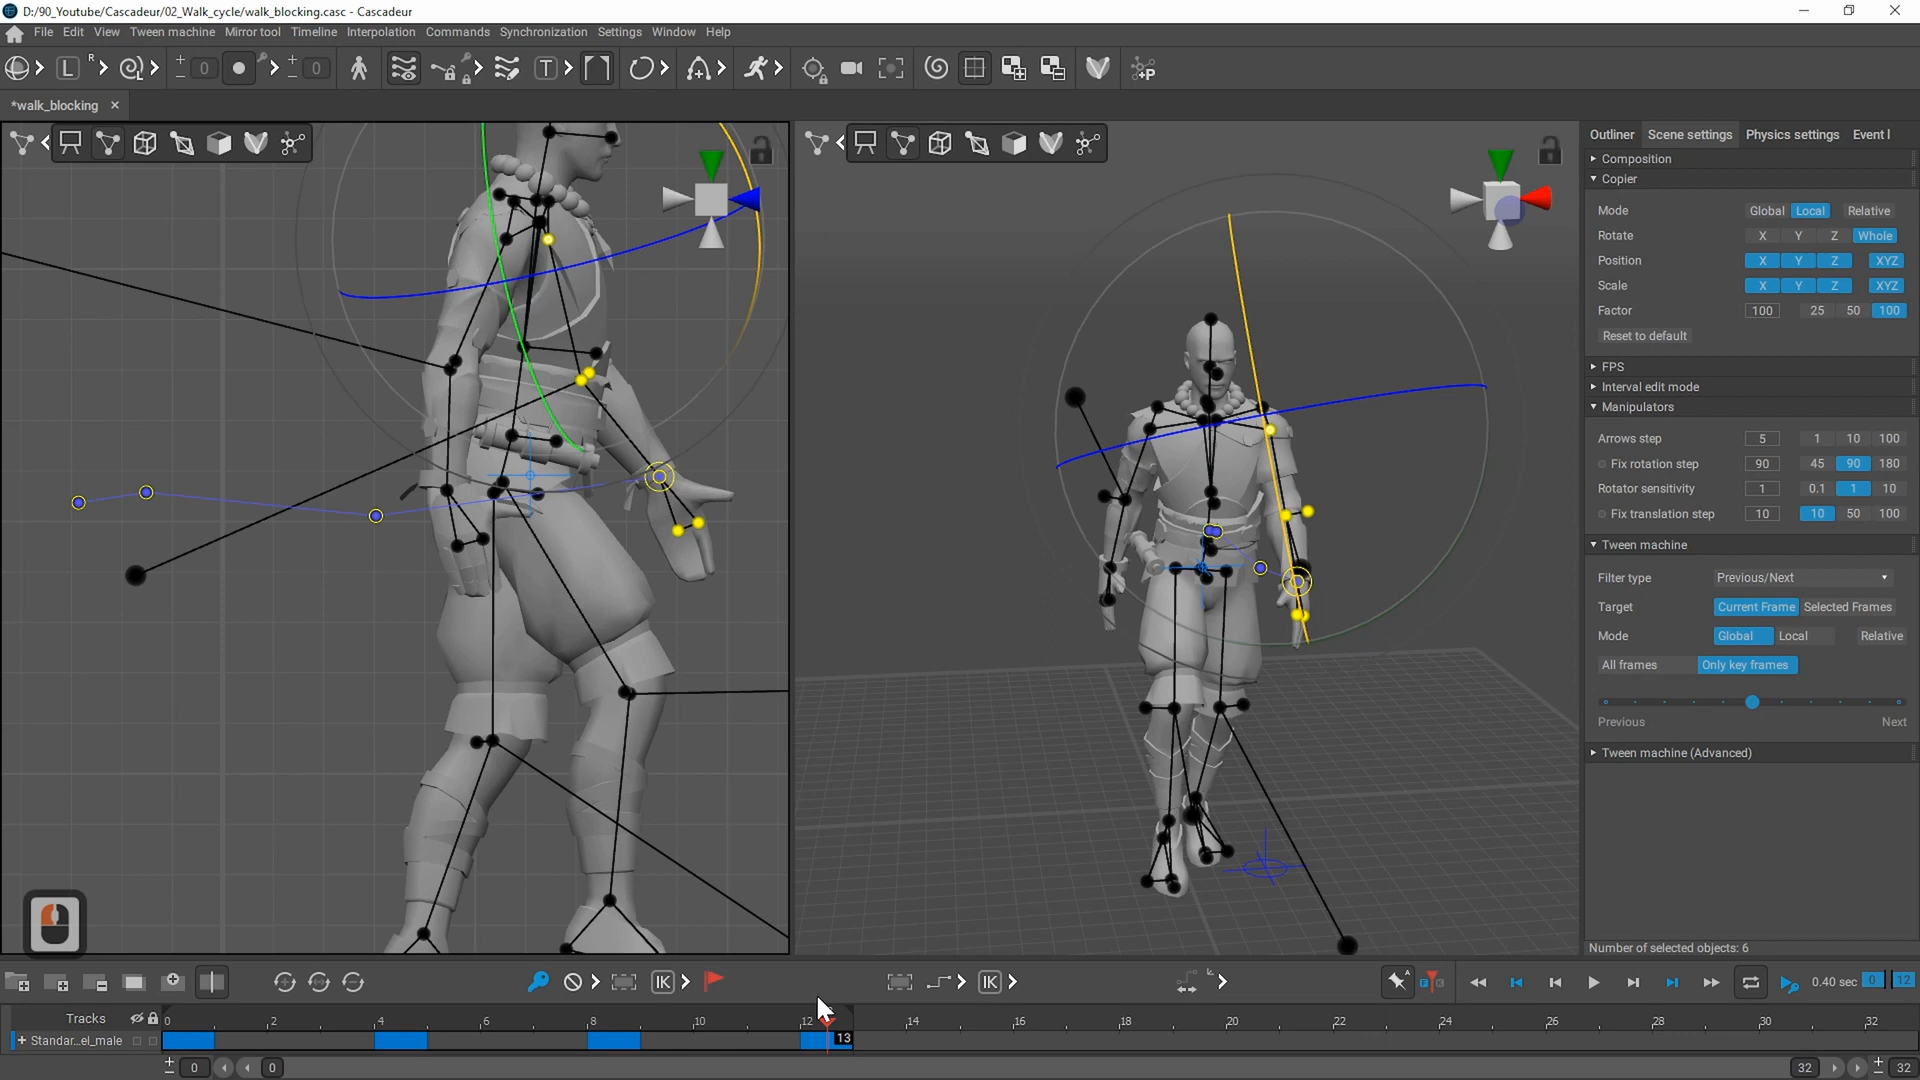 D:/90_Youtube/Cascadeur/02_Walk_cycle/walk_blocking.casc - Cascadeur
File Edit View Tween machine Mirror tool Timeline Interpolation Commands Synchronization Settings Window Help
L R 0 0 T P
*walk_blocking
Outliner Scene settings Physics settings Event l
Composition
Copier
Mode Global Local Relative
Rotate X Y Z Whole
Position X Y Z XYZ
Scale X Y Z XYZ
Factor 100 25 50 100
Reset to default
FPS
Interval edit mode
Manipulators
Arrows step 5 1 10 100
Fix rotation step 90 45 90 180
Rotator sensitivity 1 0.1 1 10
Fix translation step 10 10 50 100
Tween machine
Filter type Previous/Next
Target Current Frame Selected Frames
Mode Global Local Relative
All frames Only key frames
Previous Next
Tween machine (Advanced)
Number of selected objects: 6
IK IK A 0.40 sec 0 12
Tracks 0 2 4 6 8 10 12 14 16 18 20 22 24 26 28 30 32
+ Standar...el_male 13
0 0 32 32